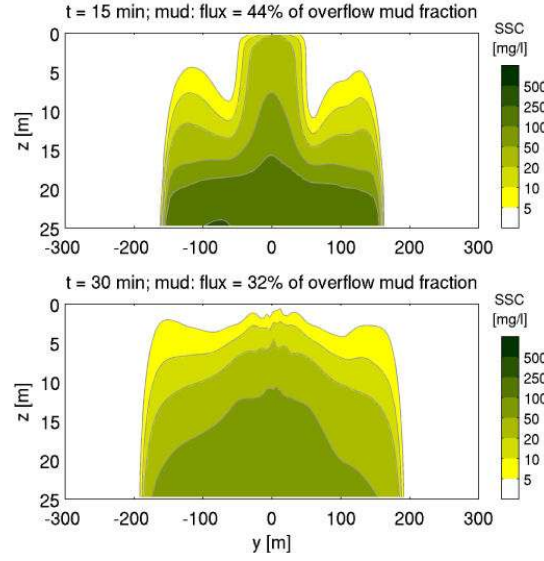 t = 15 min; mud: flux = 44% of overflow mud fraction
SSC
[mg/l]
0
5
10
15
20
25
z [m]
500
250
100
50
20
10
5
-300 -200 -100 0 100 200 300
t = 30 min; mud: flux = 32% of overflow mud fraction
SSC
[mg/l]
0
5
10
15
20
25
z [m]
500
250
100
50
20
10
5
-300 -200 -100 0 100 200 300
y [m]